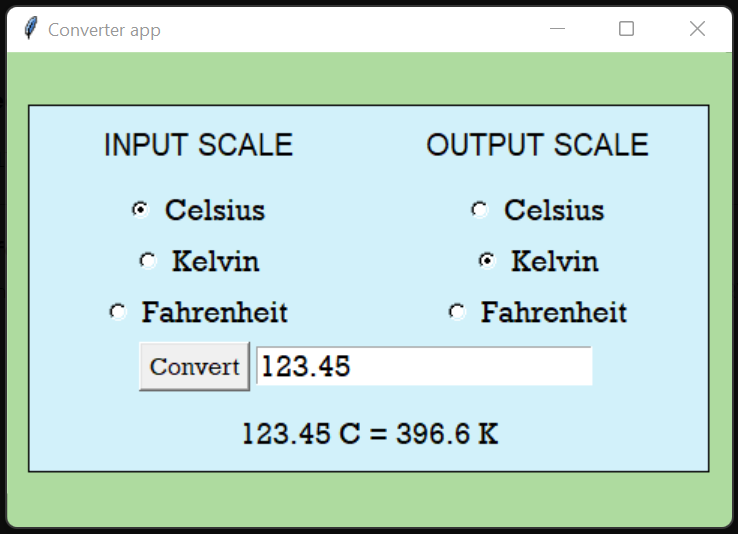 Converter app
INPUT SCALE
OUTPUT SCALE
Celsius
Celsius
Kelvin
Kelvin
Fahrenheit
Fahrenheit
Convert
123.45
123.45 C = 396.6 K